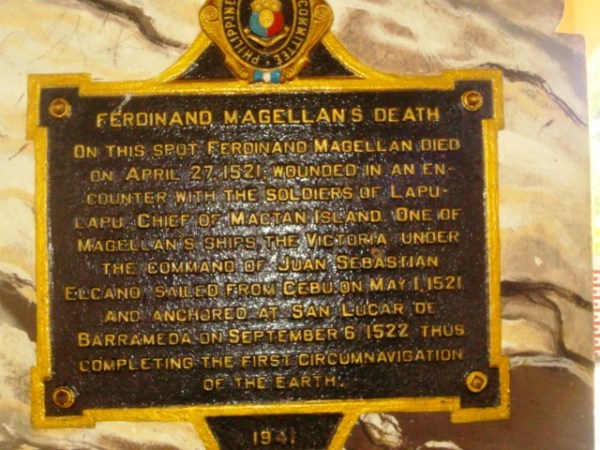 PHILIPPINE
COMMITTEE
FERDINAND MAGELLAN'S DEATH
ON THIS SPOT FERDINAND MAGELLAN DIED
ON APRIL 27, 1521, WOUNDED IN AN EN-
COUNTER WITH THE SOLDIERS OF LAPU-
LAPU, CHIEF OF MACTAN ISLAND. ONE OF
MAGELLAN'S SHIPS, THE VICTORIA, UNDER
THE COMMAND OF JUAN SEBASTIAN
ELCANO, SAILED FROM CEBU ON MAY 1, 1521,
AND ANCHORED AT SAN LUCAR DE
BARRAMEDA ON SEPTEMBER 6, 1522, THUS
COMPLETING THE FIRST CIRCUMNAVIGATION
OF THE EARTH.
1941